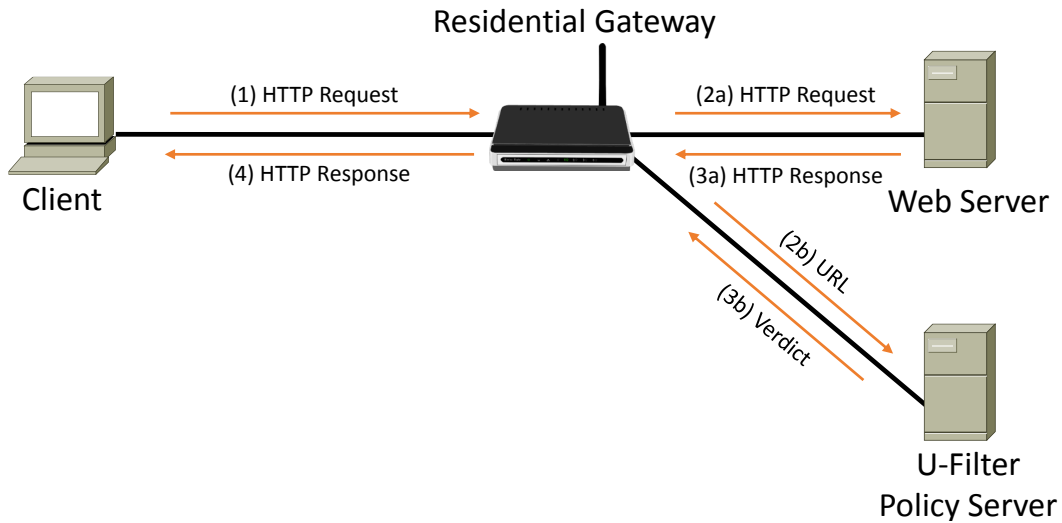 Residential Gateway
(1) HTTP Request
(2a) HTTP Request
(4) HTTP Response
(3a) HTTP Response
Client
Web Server
(2b) URL
(3b) Verdict
U-Filter
Policy Server